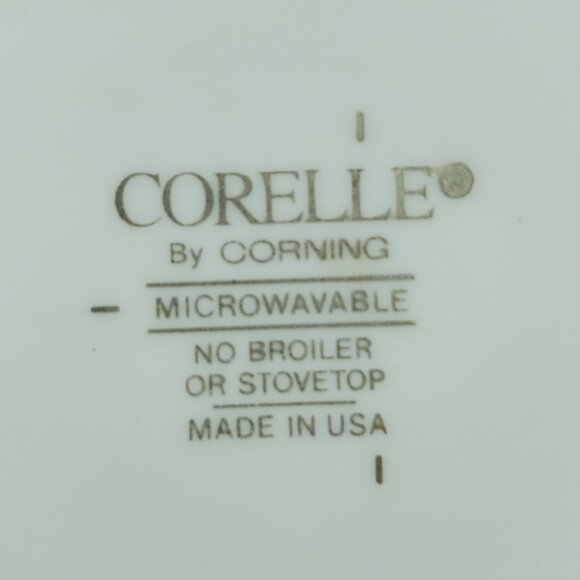 CORELLE®
By CORNING
MICROWAVABLE
NO BROILER
OR STOVETOP
MADE IN USA